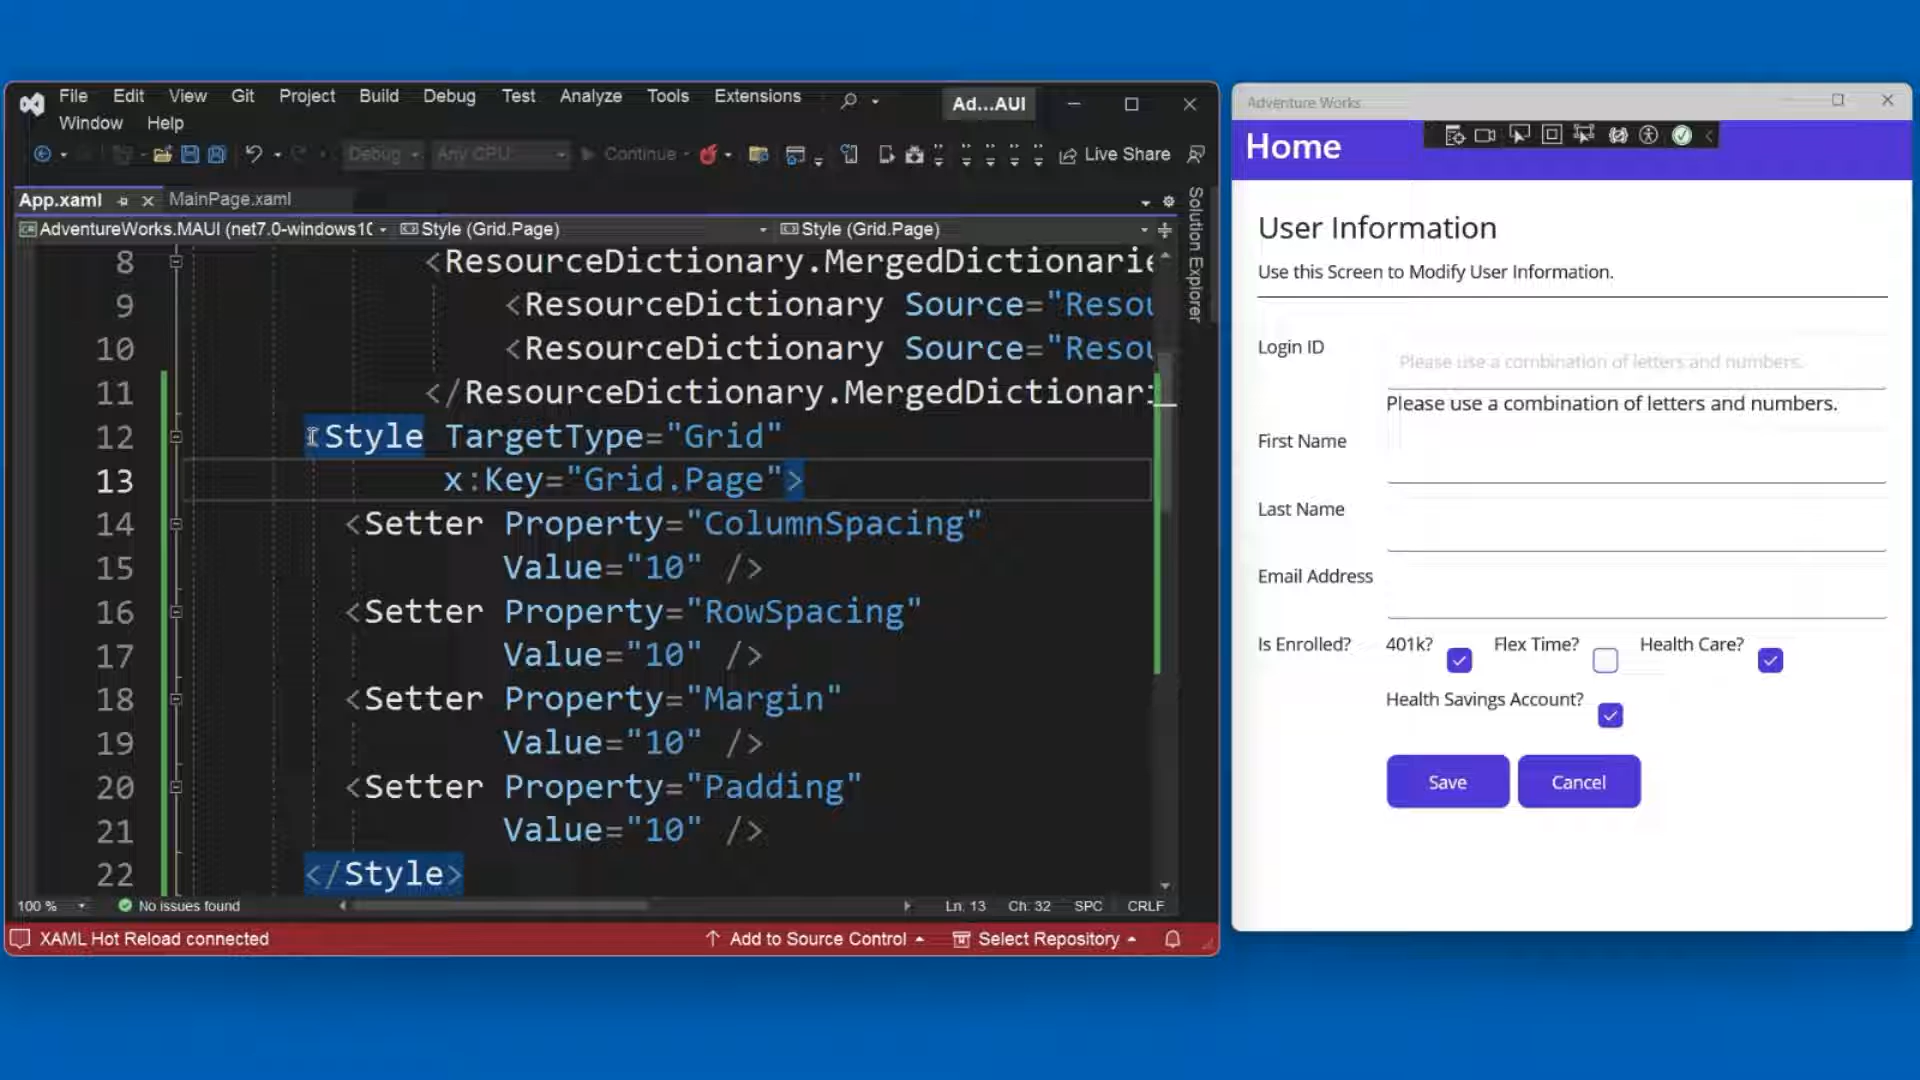 File Edit View Git Project Build Debug Test Analyze Tools Extensions
Ad...AUI
Window Help
Debug Any CPU Continue Live Share
App.xaml MainPage.xaml
AdventureWorks.MAUI (net7.0-windows10 Style (Grid.Page) Style (Grid.Page)
Solution Explorer
8 <ResourceDictionary.MergedDictionarie
9 <ResourceDictionary Source="Resou
10 <ResourceDictionary Source="Resou
11 </ResourceDictionary.MergedDictionari
12 <Style TargetType="Grid"
13 x:Key="Grid.Page">
14 <Setter Property="ColumnSpacing"
15 Value="10" />
16 <Setter Property="RowSpacing"
17 Value="10" />
18 <Setter Property="Margin"
19 Value="10" />
20 <Setter Property="Padding"
21 Value="10" />
22 </Style>
100 % No issues found Ln: 13 Ch: 32 SPC CRLF
XAML Hot Reload connected Add to Source Control Select Repository
Adventure Works
Home
User Information
Use this Screen to Modify User Information.
Login ID
Please use a combination of letters and numbers.
Please use a combination of letters and numbers.
First Name
Last Name
Email Address
Is Enrolled? 401k? Flex Time? Health Care?
Health Savings Account?
Save Cancel